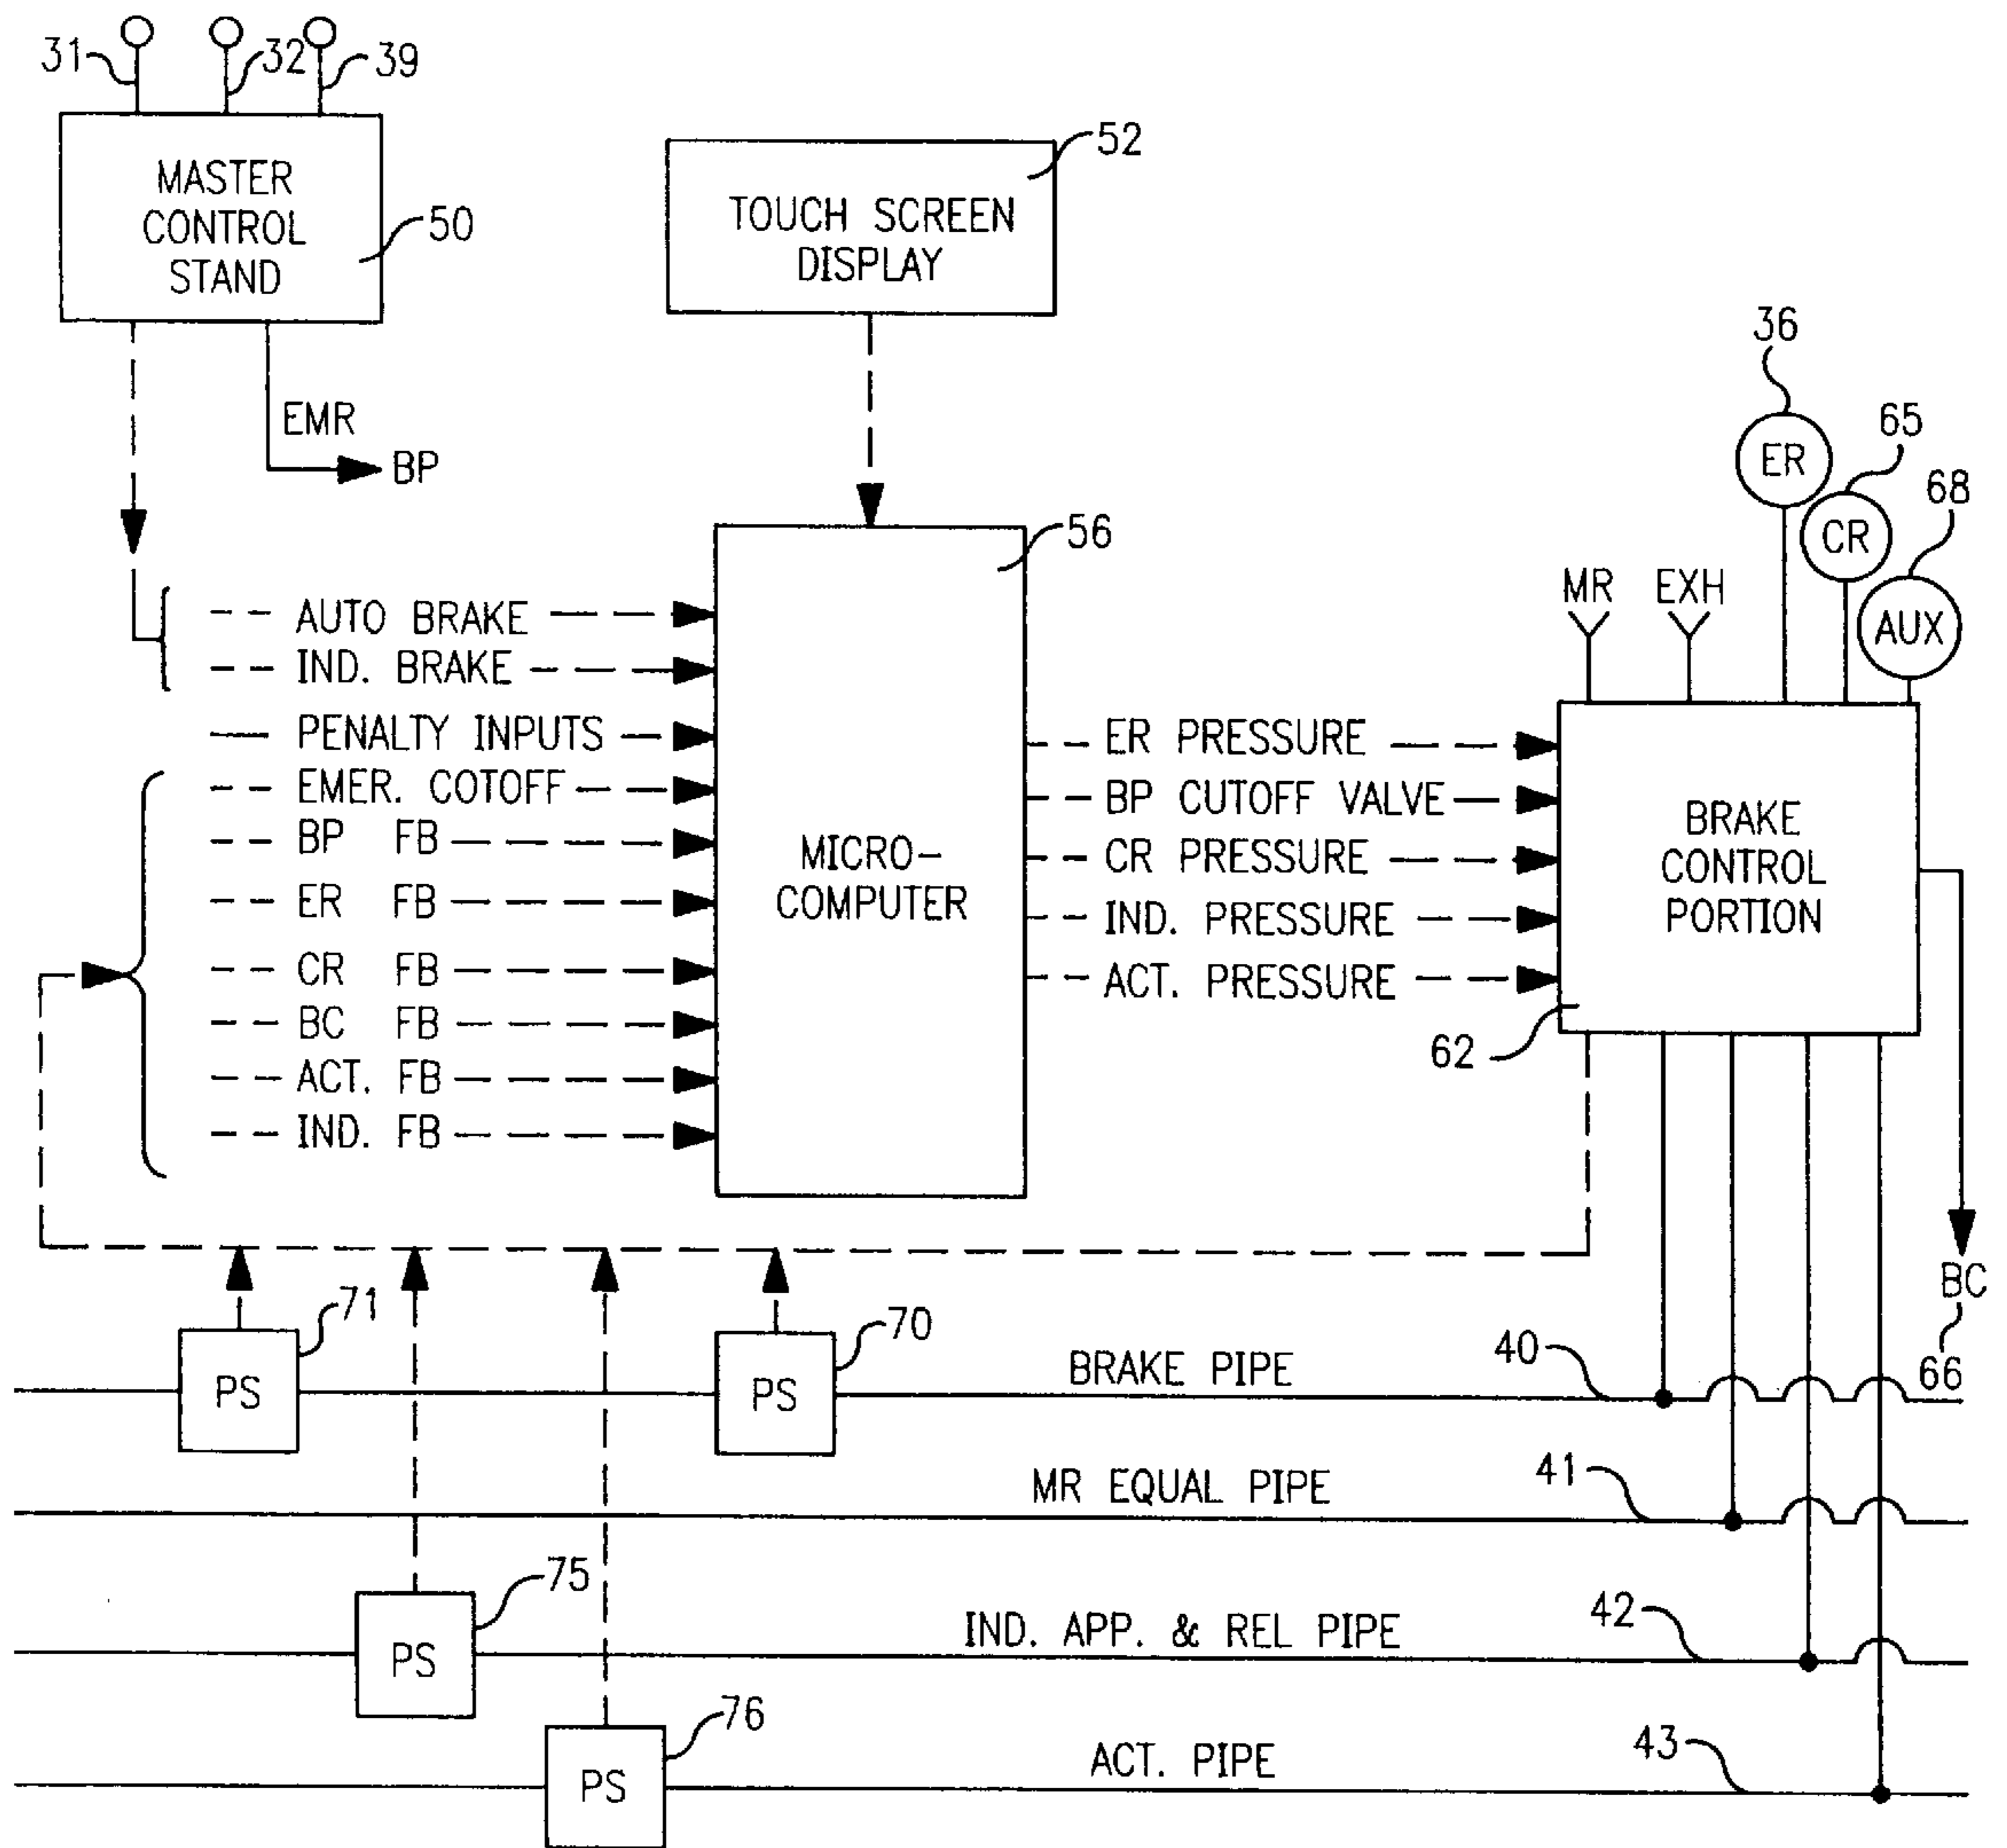 31
32
39
MASTER
CONTROL
STAND
50
TOUCH SCREEN
DISPLAY
52
EMR
BP
36
ER
65
CR
68
AUX
MR
EXH
56
AUTO BRAKE
IND. BRAKE
PENALTY INPUTS
EMER. COTOFF
BP FB
ER FB
CR FB
BC FB
ACT. FB
IND. FB
MICRO-
COMPUTER
ER PRESSURE
BP CUTOFF VALVE
CR PRESSURE
IND. PRESSURE
ACT. PRESSURE
BRAKE
CONTROL
PORTION
62
BC
66
71
PS
70
PS
BRAKE PIPE
40
MR EQUAL PIPE
41
75
PS
IND. APP. & REL PIPE
42
76
PS
ACT. PIPE
43